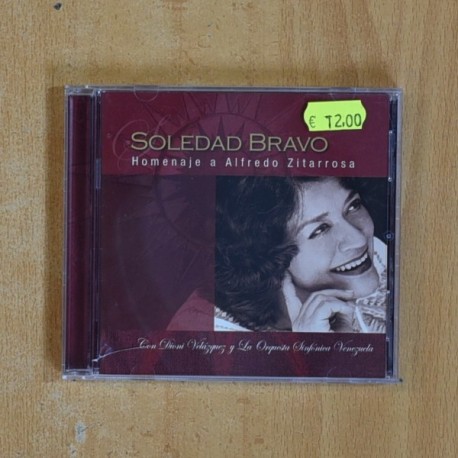 € 12.00
SOLEDAD BRAVO
Homenaje a Alfredo Zitarrosa
Con Dioni Velázquez y La Orquesta Sinfónica Venezuela